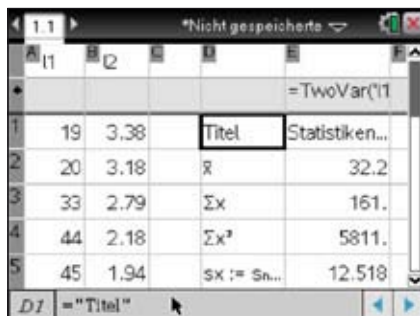 1.1 *Nicht gespeicherte
A l1 B l2 C D E F
=TwoVar('l1
1 19 3.38 Titel Statistiken...
2 20 3.18 x̄ 32.2
3 33 2.79 Σx 161.
4 44 2.18 Σx² 5811.
5 45 1.94 sx := sn... 12.518
D1 ="Titel"